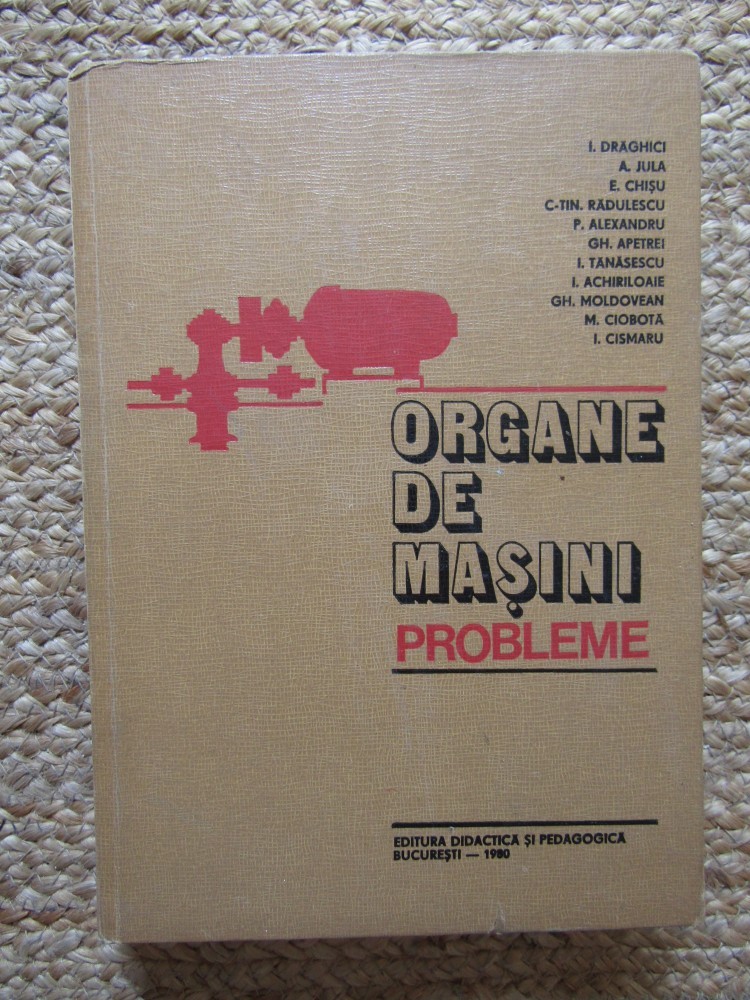 I. DRĂGHICI
A. JULA
E. CHIȘU
C-TIN. RĂDULESCU
P. ALEXANDRU
GH. APETREI
I. TĂNĂSESCU
I. ACHIRILOAIE
GH. MOLDOVEAN
M. CIOBOTĂ
I. CISMARU
ORGANE
DE
MAȘINI
PROBLEME
EDITURA DIDACTICĂ ȘI PEDAGOGICĂ
BUCUREȘTI — 1980